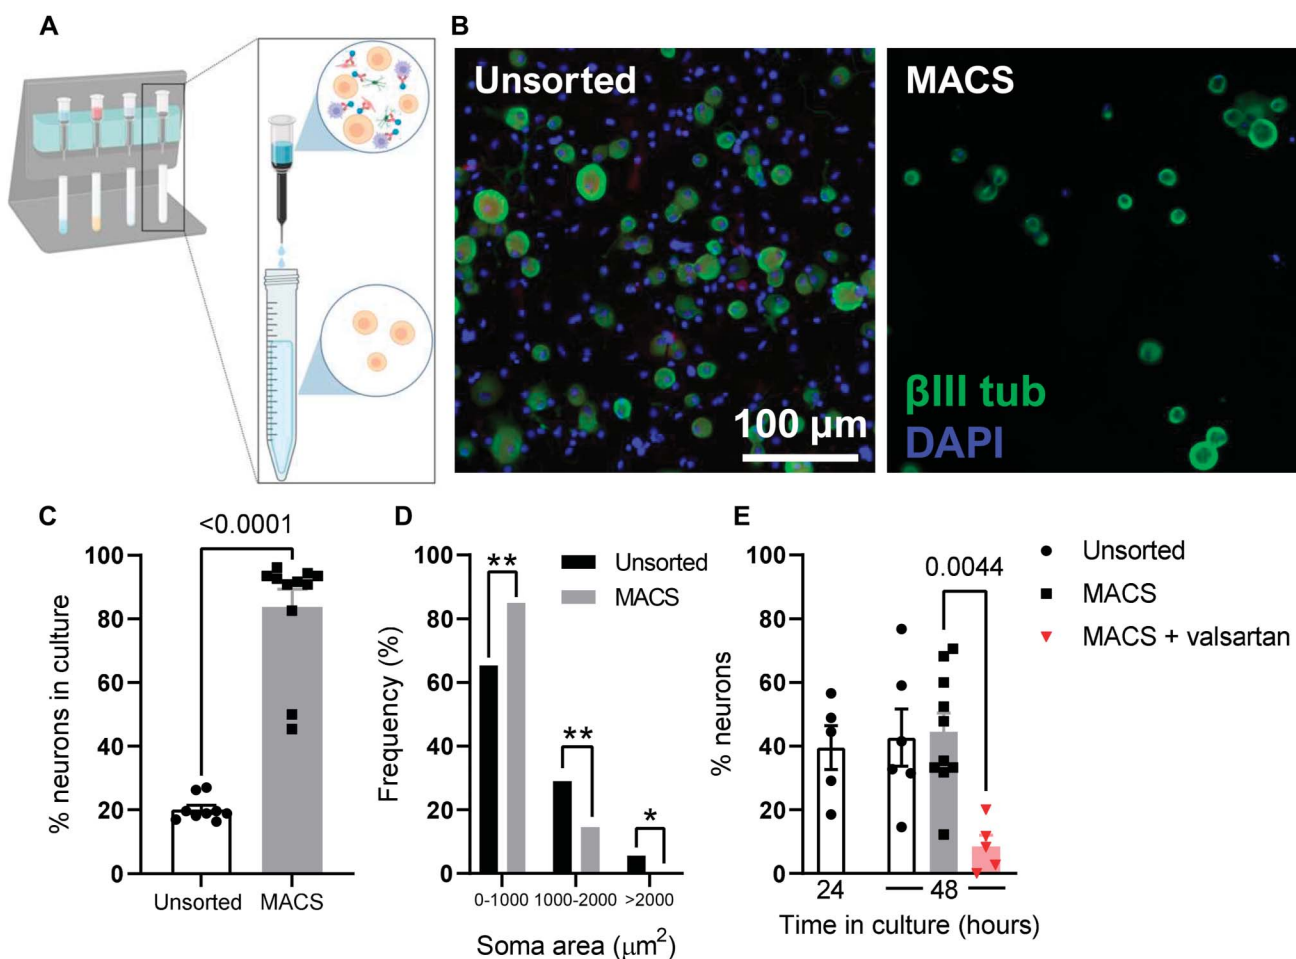 A
B
Unsorted
MACS
100 μm
βIII tub
DAPI
C
<0.0001
100
80
60
40
20
0
% neurons in culture
Unsorted
MACS
D
Unsorted
MACS
100
80
60
40
20
0
Frequency (%)
**
**
*
0-1000
1000-2000
>2000
Soma area (μm²)
E
0.0044
Unsorted
MACS
MACS + valsartan
100
80
60
40
20
0
% neurons
24
48
Time in culture (hours)